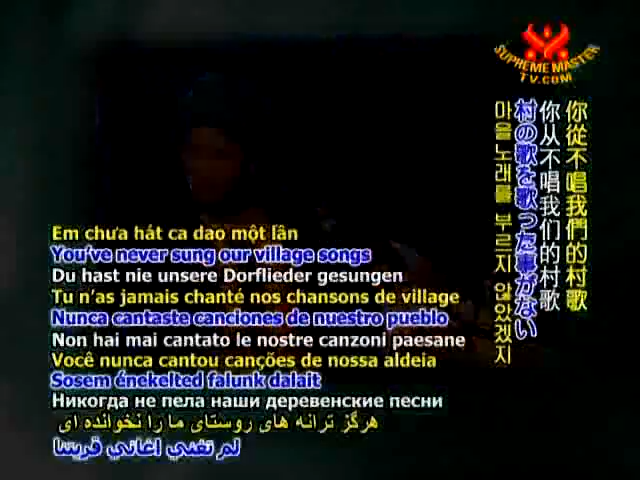 SUPREME MASTER
TV.COM
你從不唱我們的村歌
你从不唱我们的村歌
村の歌を歌った事がない
마을 노래를 부르지 않았겠지
Em chưa hát ca dao một lần
You've never sung our village songs
Du hast nie unsere Dorflieder gesungen
Tu n'as jamais chanté nos chansons de village
Nunca cantaste canciones de nuestro pueblo
Non hai mai cantato le nostre canzoni paesane
Você nunca cantou canções de nossa aldeia
Sosem énekelted falunk dalait
Никогда не пела наши деревенские песни
هرگز ترانه های روستای ما را نخوانده ای
لم تغني اغاني قريتنا